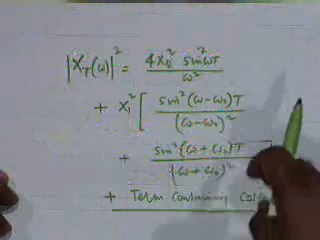 |X_T(ω)|² = 4X₀² sin²ωT / ω²
+ X₁² [ sin²(ω-ω₀)T / (ω-ω₀)²
+ sin²(ω+ω₀)T / (ω+ω₀)²
+ Term containing